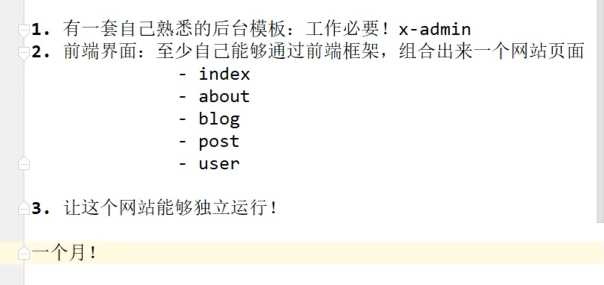 1. 有一套自己熟悉的后台模板：工作必要！x-admin
2. 前端界面：至少自己能够通过前端框架，组合出来一个网站页面
- index
- about
- blog
- post
- user
3. 让这个网站能够独立运行！
一个月！